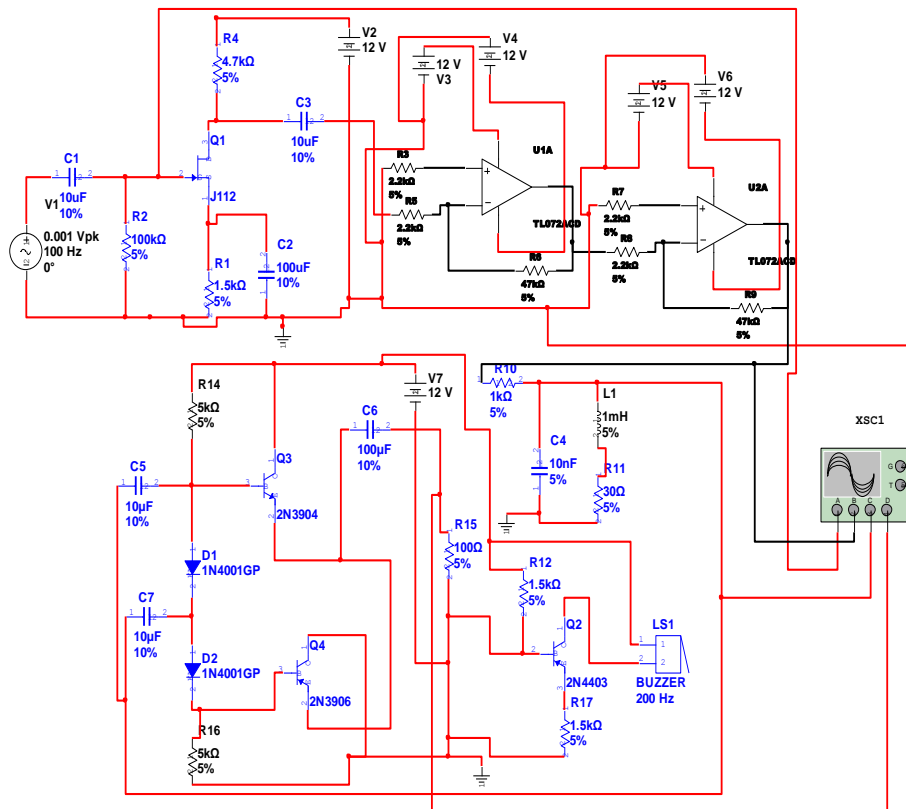 R4
4.7kΩ
5%
V2
12 V
V4
12 V
12 V
V3
V6
12 V
V5
12 V
C3
10uF
10%
Q1
J112
C1
10uF
10%
V1
0.001 Vpk
100 Hz
0°
R2
100kΩ
5%
R1
1.5kΩ
5%
C2
100uF
10%
R3
2.2kΩ
5%
R5
2.2kΩ
5%
U1A
TL072ACD
47kΩ
5%
R7
2.2kΩ
5%
2.2kΩ
5%
U2A
TL072ACD
R9
47kΩ
5%
R14
5kΩ
5%
V7
12 V
C6
100µF
10%
R10
1kΩ
5%
L1
1mH
5%
C4
10nF
5%
R11
30Ω
5%
XSC1
G
T
A
B
C
D
C5
10µF
10%
Q3
2N3904
D1
1N4001GP
C7
10µF
10%
D2
1N4001GP
Q4
2N3906
R16
5kΩ
5%
R15
100Ω
5%
R12
1.5kΩ
5%
Q2
2N4403
R17
1.5kΩ
5%
LS1
1
2
BUZZER
200 Hz